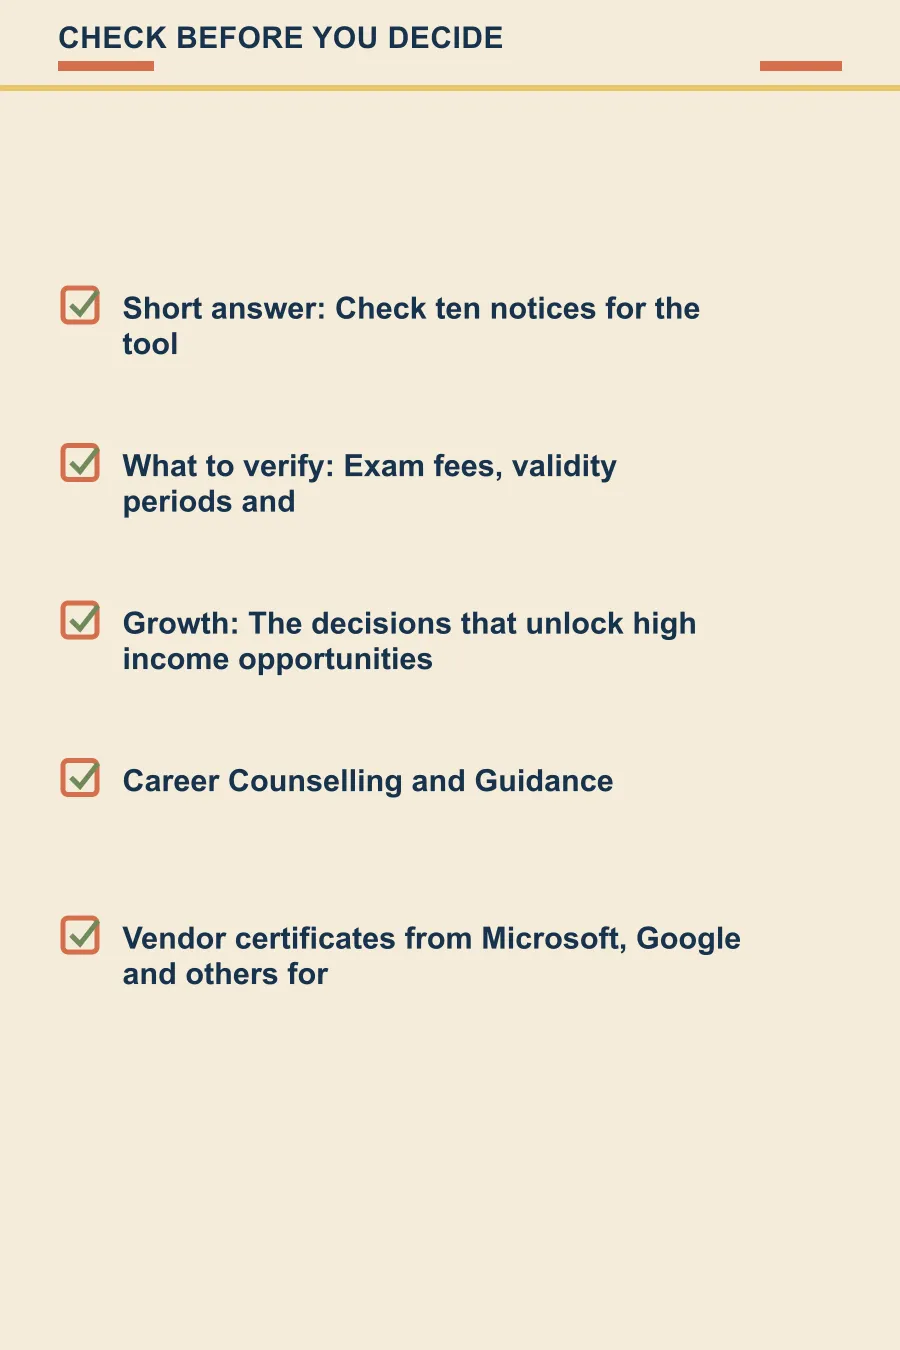 CHECK BEFORE YOU DECIDE
Short answer: Check ten notices for the
tool
What to verify: Exam fees, validity
periods and
Growth: The decisions that unlock high
income opportunities
Career Counselling and Guidance
Vendor certificates from Microsoft, Google
and others for